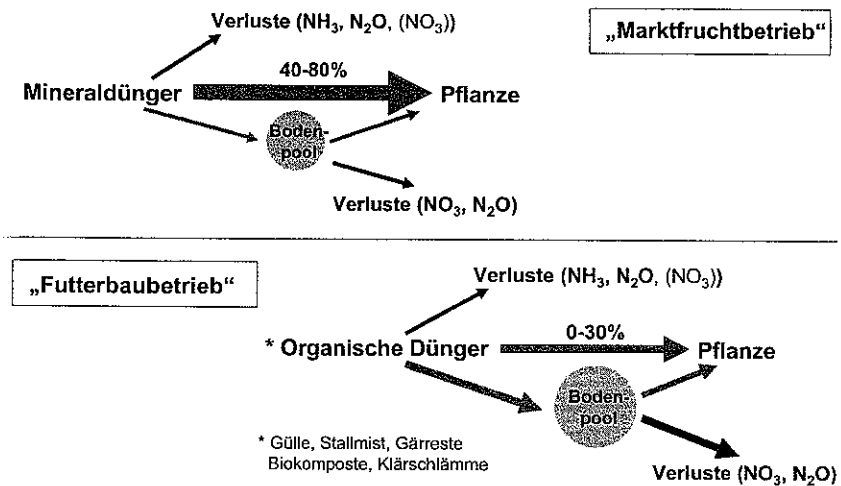 Verluste (NH₃, N₂O, (NO₃))
„Marktfruchtbetrieb“
40-80%
Mineraldünger
Pflanze
Boden-
pool
Verluste (NO₃, N₂O)
„Futterbaubetrieb“
Verluste (NH₃, N₂O, (NO₃))
0-30%
* Organische Dünger
Pflanze
Boden-
pool
* Gülle, Stallmist, Gärreste
Biokomposte, Klärschlämme
Verluste (NO₃, N₂O)